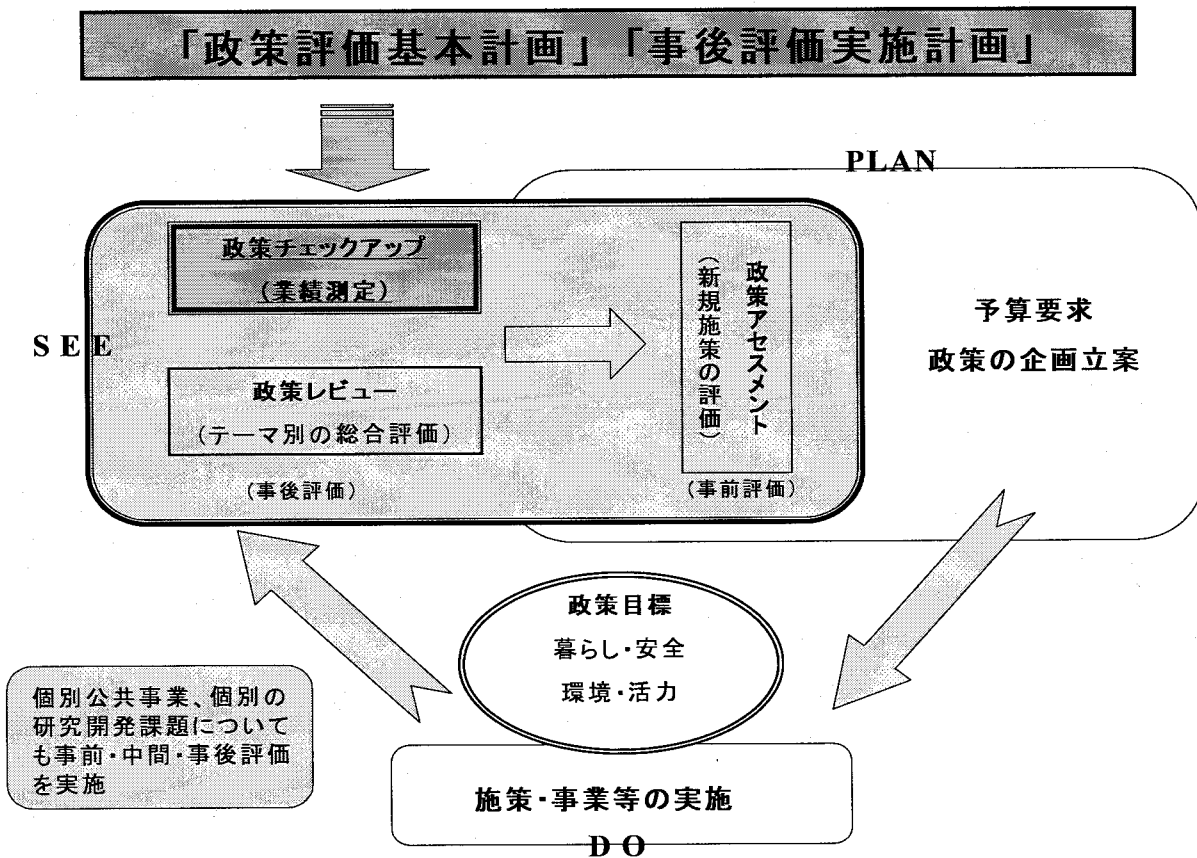 「政策評価基本計画」「事後評価実施計画」
PLAN
政策チェックアップ
(業績測定)
SEE
政策レビュー
(テーマ別の総合評価)
(事後評価)
政策アセスメント
(新規施策の評価)
(事前評価)
予算要求
政策の企画立案
政策目標
暮らし・安全
環境・活力
個別公共事業、個別の
研究開発課題について
も事前・中間・事後評価
を実施
施策・事業等の実施
DO